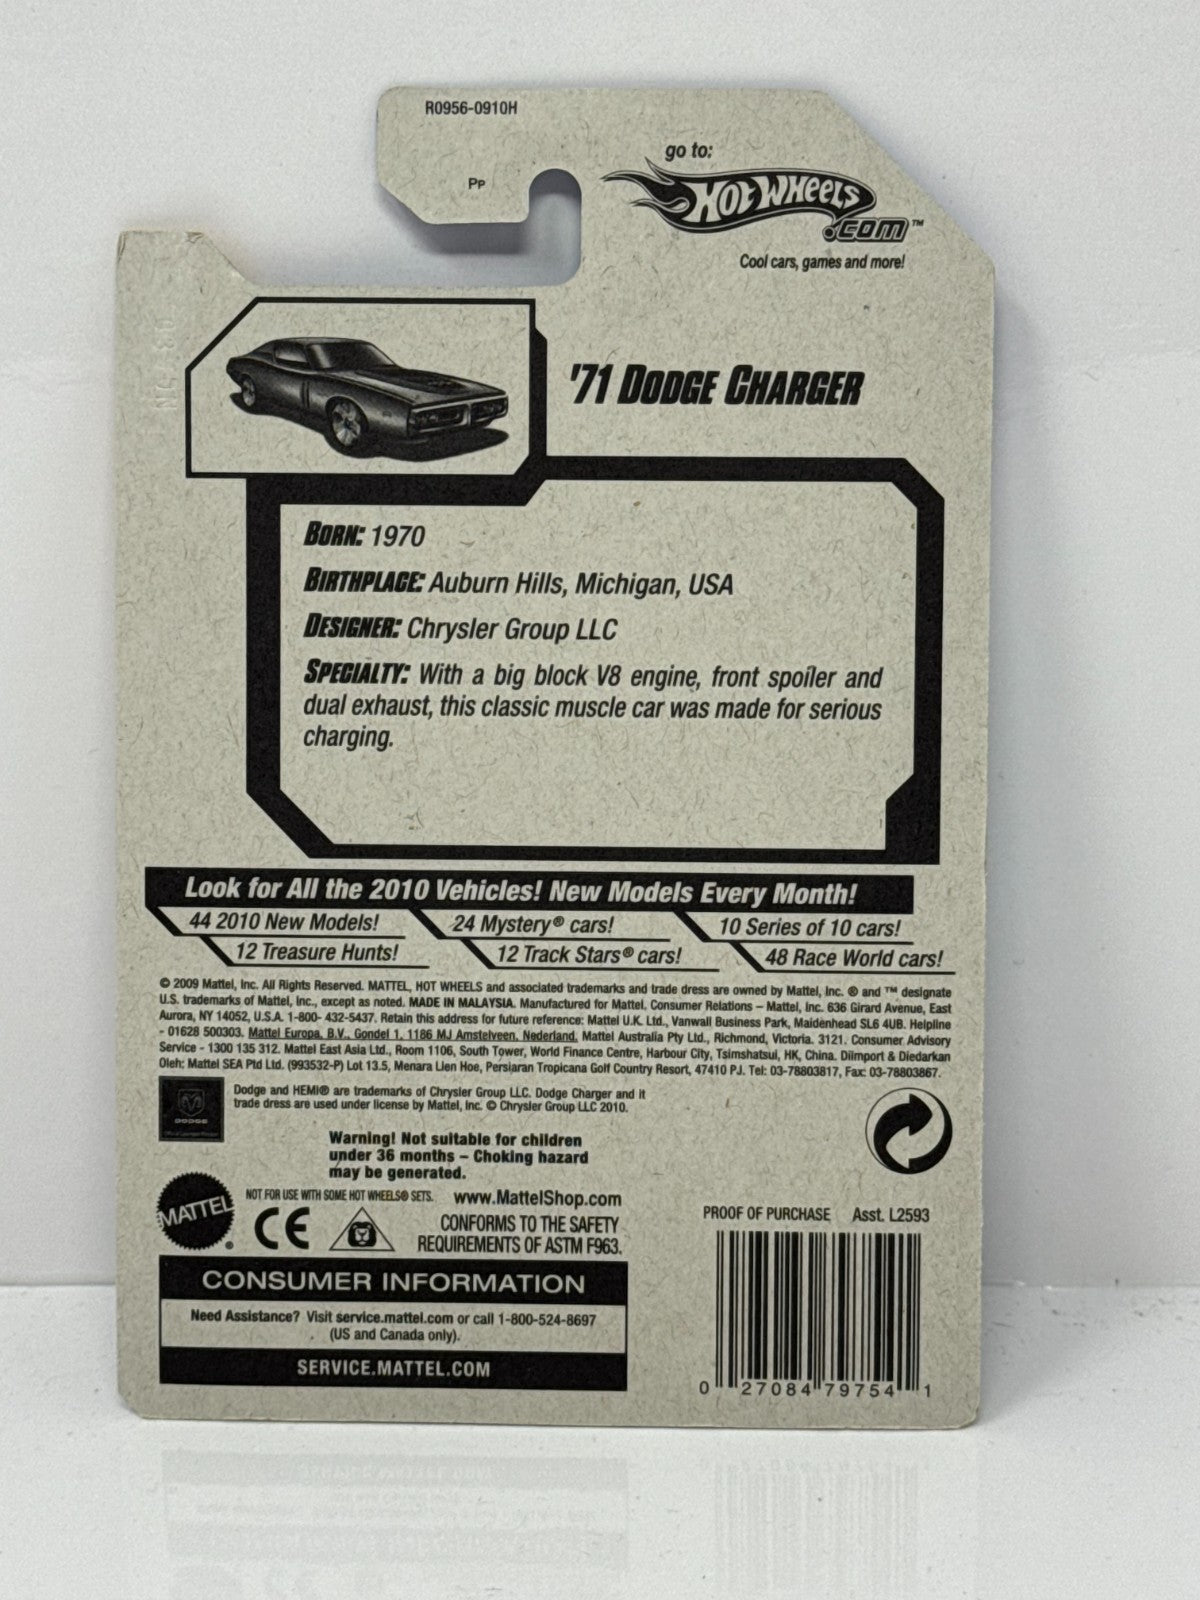 R0956-0910H
PP
go to:
HOT WHEELS
.COM™
Cool cars, games and more!
'71 DODGE CHARGER
BORN: 1970
BIRTHPLACE: Auburn Hills, Michigan, USA
DESIGNER: Chrysler Group LLC
SPECIALTY: With a big block V8 engine, front spoiler and
dual exhaust, this classic muscle car was made for serious
charging.
Look for All the 2010 Vehicles! New Models Every Month!
44 2010 New Models! 24 Mystery® cars! 10 Series of 10 cars!
12 Treasure Hunts! 12 Track Stars® cars! 48 Race World cars!
© 2009 Mattel, Inc. All Rights Reserved. MATTEL, HOT WHEELS and associated trademarks and trade dress are owned by Mattel, Inc. ® and ™ designate
U.S. trademarks of Mattel, Inc., except as noted. MADE IN MALAYSIA. Manufactured for Mattel. Consumer Relations – Mattel, Inc. 636 Girard Avenue, East
Aurora, NY 14052, U.S.A. 1-800- 432-5437. Retain this address for future reference: Mattel U.K. Ltd., Vanwall Business Park, Maidenhead SL6 4UB. Helpline
- 01628 500303. Mattel Europa, B.V., Gondel 1, 1186 MJ Amstelveen, Nederland. Mattel Australia Pty Ltd., Richmond, Victoria. 3121. Consumer Advisory
Service - 1300 135 312. Mattel East Asia Ltd., Room 1106, South Tower, World Finance Centre, Harbour City, Tsimshatsui, HK, China. Diimport & Diedarkan
Oleh: Mattel SEA Ptd Ltd. (993532-P) Lot 13.5, Menara Lien Hoe, Persiaran Tropicana Golf Country Resort, 47410 PJ. Tel: 03-78803817, Fax: 03-78803867.
DODGE
Dodge and HEMI® are trademarks of Chrysler Group LLC. Dodge Charger and it
trade dress are used under license by Mattel, Inc. © Chrysler Group LLC 2010.
Warning! Not suitable for children
under 36 months – Choking hazard
may be generated.
MATTEL
NOT FOR USE WITH SOME HOT WHEELS® SETS. www.MattelShop.com
CE
CONFORMS TO THE SAFETY
REQUIREMENTS OF ASTM F963.
CONSUMER INFORMATION
Need Assistance? Visit service.mattel.com or call 1-800-524-8697
(US and Canada only).
SERVICE.MATTEL.COM
PROOF OF PURCHASE Asst. L2593
0 27084 79754 1